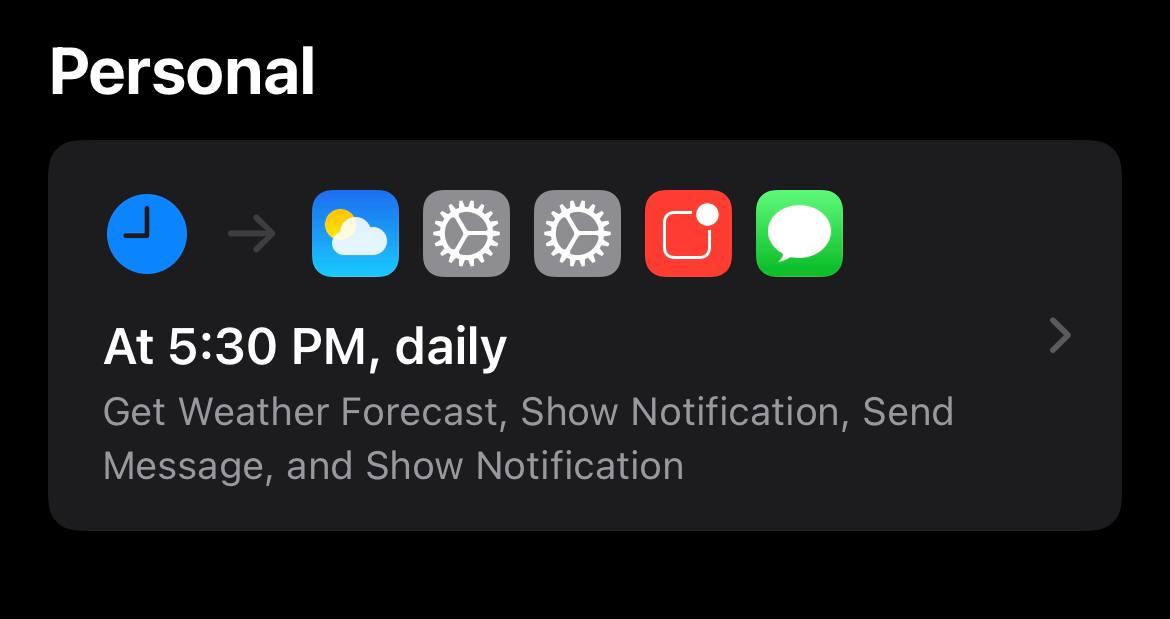 Personal
At 5:30 PM, daily
Get Weather Forecast, Show Notification, Send
Message, and Show Notification